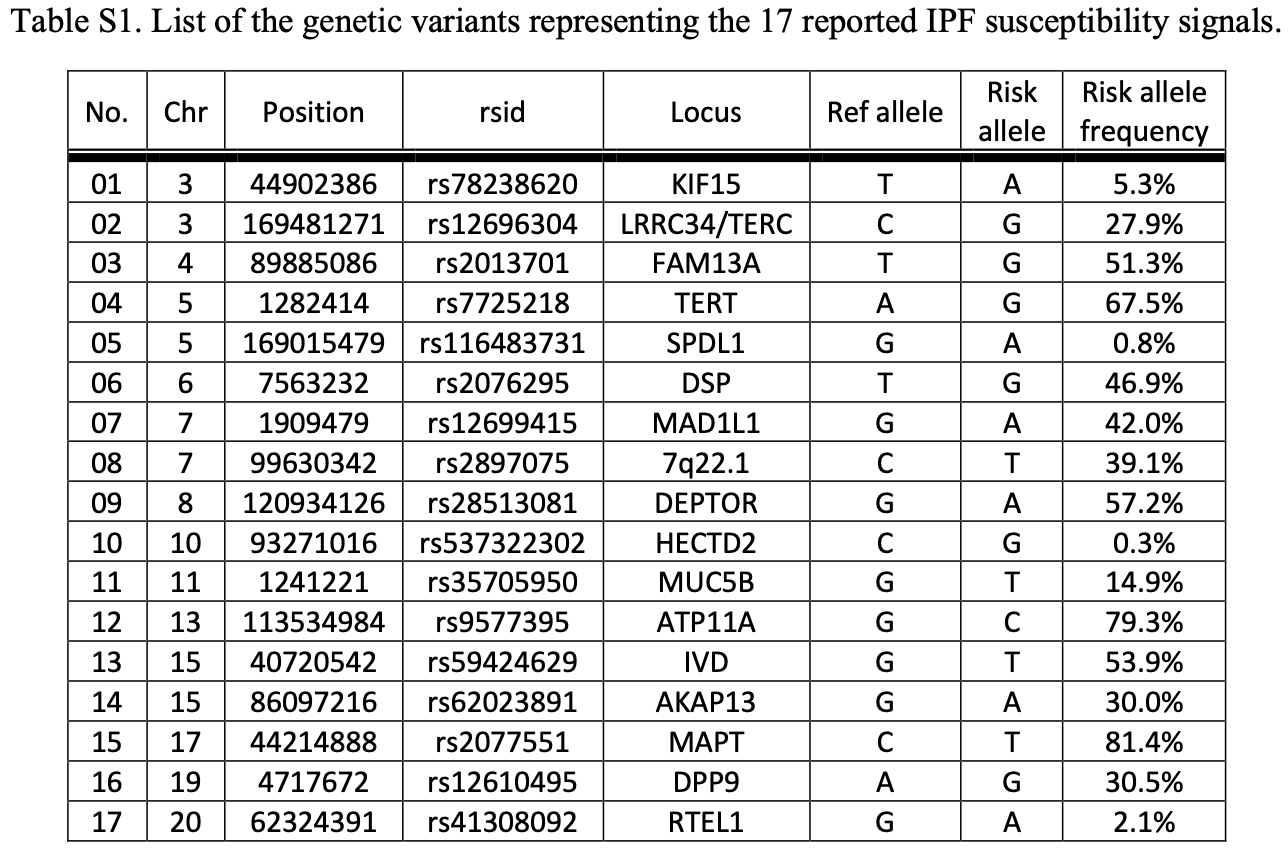 Table S1. List of the genetic variants representing the 17 reported IPF susceptibility signals.
No. Chr Position rsid Locus Ref allele Risk allele Risk allele frequency
01 3 44902386 rs78238620 KIF15 T A 5.3%
02 3 169481271 rs12696304 LRRC34/TERC C G 27.9%
03 4 89885086 rs2013701 FAM13A T G 51.3%
04 5 1282414 rs7725218 TERT A G 67.5%
05 5 169015479 rs116483731 SPDL1 G A 0.8%
06 6 7563232 rs2076295 DSP T G 46.9%
07 7 1909479 rs12699415 MAD1L1 G A 42.0%
08 7 99630342 rs2897075 7q22.1 C T 39.1%
09 8 120934126 rs28513081 DEPTOR G A 57.2%
10 10 93271016 rs537322302 HECTD2 C G 0.3%
11 11 1241221 rs35705950 MUC5B G T 14.9%
12 13 113534984 rs9577395 ATP11A G C 79.3%
13 15 40720542 rs59424629 IVD G T 53.9%
14 15 86097216 rs62023891 AKAP13 G A 30.0%
15 17 44214888 rs2077551 MAPT C T 81.4%
16 19 4717672 rs12610495 DPP9 A G 30.5%
17 20 62324391 rs41308092 RTEL1 G A 2.1%